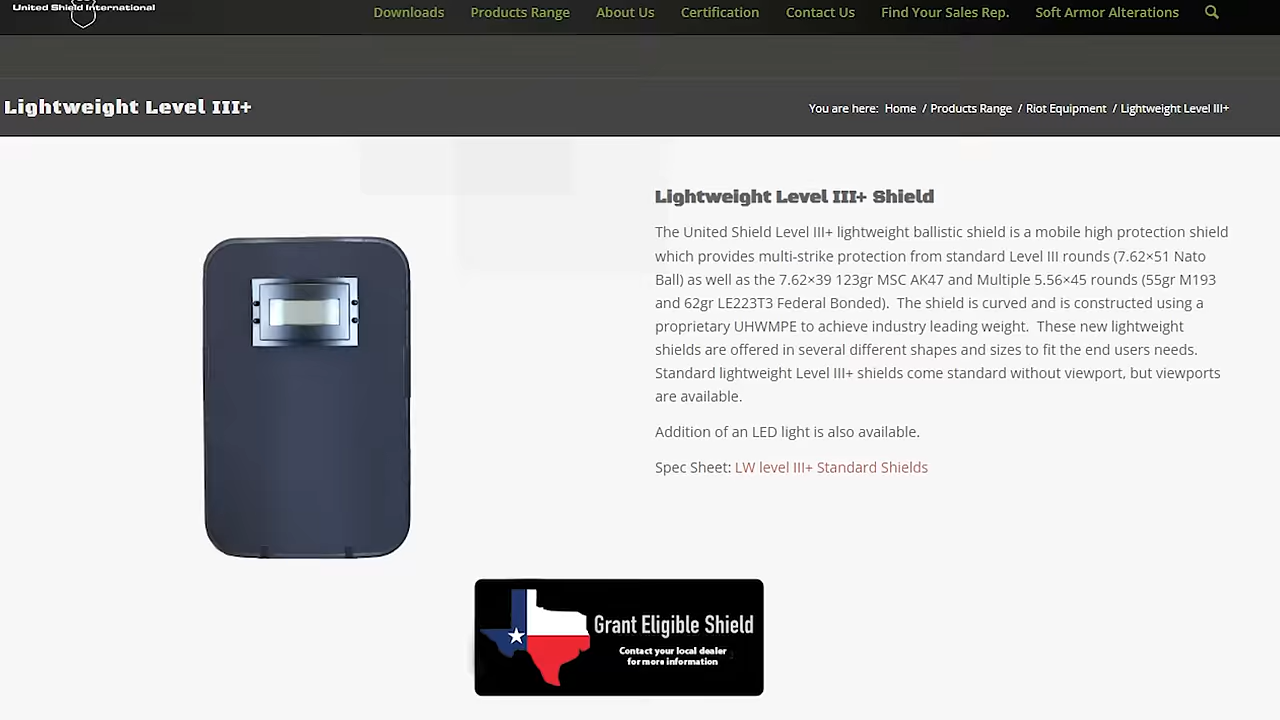 United Shield International
Downloads Products Range About Us Certification Contact Us Find Your Sales Rep. Soft Armor Alterations
Lightweight Level III+
You are here: Home / Products Range / Riot Equipment / Lightweight Level III+
Lightweight Level III+ Shield
The United Shield Level III+ lightweight ballistic shield is a mobile high protection shield
which provides multi-strike protection from standard Level III rounds (7.62×51 Nato
Ball) as well as the 7.62×39 123gr MSC AK47 and Multiple 5.56×45 rounds (55gr M193
and 62gr LE223T3 Federal Bonded). The shield is curved and is constructed using a
proprietary UHWMPE to achieve industry leading weight. These new lightweight
shields are offered in several different shapes and sizes to fit the end users needs.
Standard lightweight Level III+ shields come standard without viewport, but viewports
are available.
Addition of an LED light is also available.
Spec Sheet: LW level III+ Standard Shields
Grant Eligible Shield
Contact your local dealer
for more information